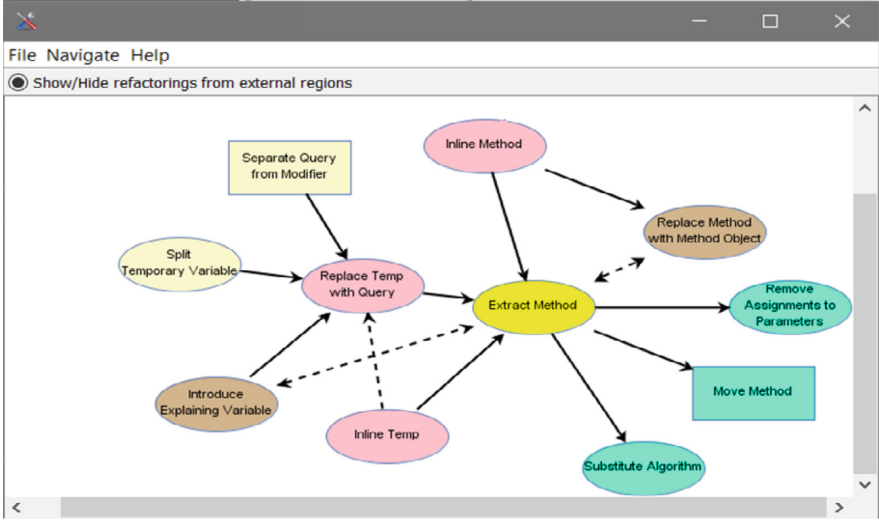 File Navigate Help
Show/Hide refactorings from external regions
Inline Method
Separate Query
from Modifier
Replace Method
with Method Object
Split
Temporary Variable
Replace Temp
with Query
Extract Method
Remove
Assignments to
Parameters
Introduce
Explaining Variable
Move Method
Inline Temp
Substitute Algorithm